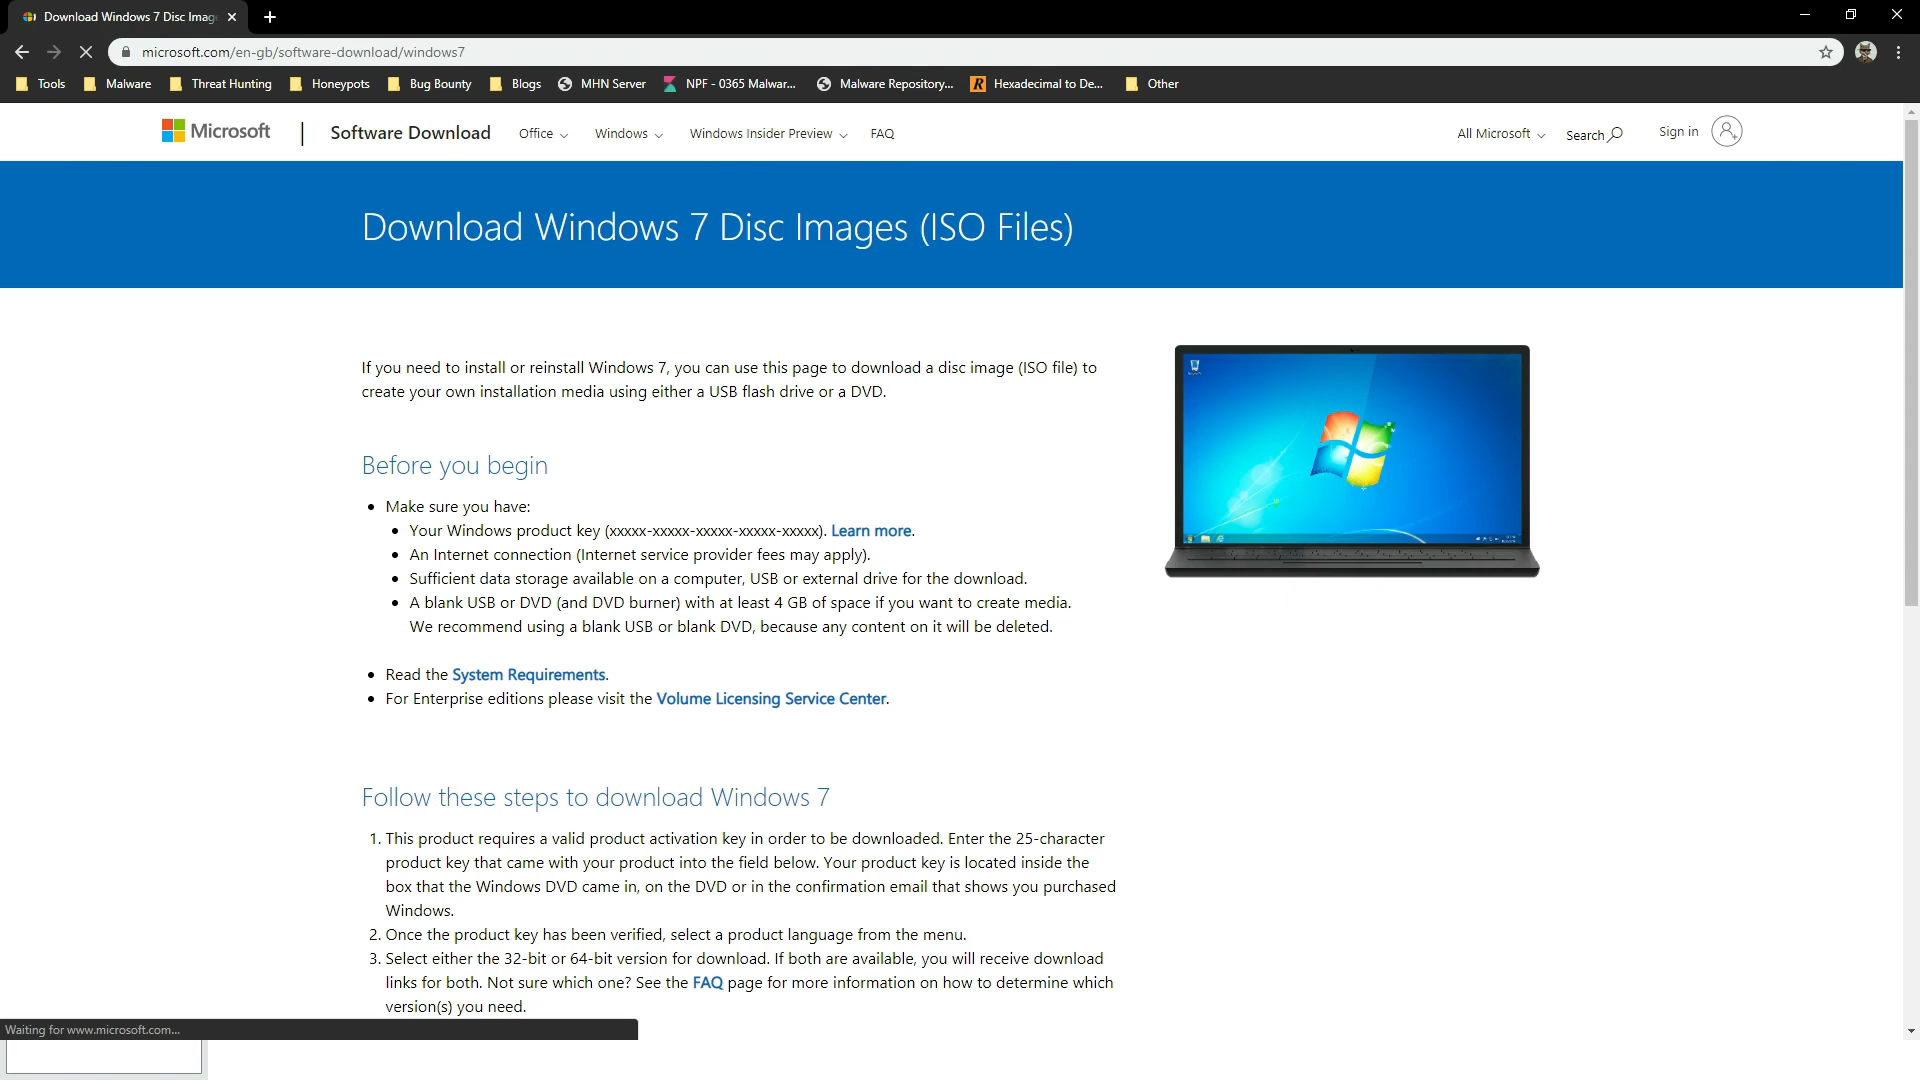 Download Windows 7 Disc Imag
microsoft.com/en-gb/software-download/windows7
Tools Malware Threat Hunting Honeypots Bug Bounty Blogs MHN Server NPF - 0365 Malwar... Malware Repository... Hexadecimal to De... Other
Microsoft Software Download Office Windows Windows Insider Preview FAQ All Microsoft Search Sign in
Download Windows 7 Disc Images (ISO Files)
If you need to install or reinstall Windows 7, you can use this page to download a disc image (ISO file) to
create your own installation media using either a USB flash drive or a DVD.
Before you begin
Make sure you have:
Your Windows product key (xxxxx-xxxxx-xxxxx-xxxxx-xxxxx). Learn more.
An Internet connection (Internet service provider fees may apply).
Sufficient data storage available on a computer, USB or external drive for the download.
A blank USB or DVD (and DVD burner) with at least 4 GB of space if you want to create media.
We recommend using a blank USB or blank DVD, because any content on it will be deleted.
Read the System Requirements.
For Enterprise editions please visit the Volume Licensing Service Center.
Follow these steps to download Windows 7
1. This product requires a valid product activation key in order to be downloaded. Enter the 25-character
product key that came with your product into the field below. Your product key is located inside the
box that the Windows DVD came in, on the DVD or in the confirmation email that shows you purchased
Windows.
2. Once the product key has been verified, select a product language from the menu.
3. Select either the 32-bit or 64-bit version for download. If both are available, you will receive download
links for both. Not sure which one? See the FAQ page for more information on how to determine which
version(s) you need.
Waiting for www.microsoft.com...